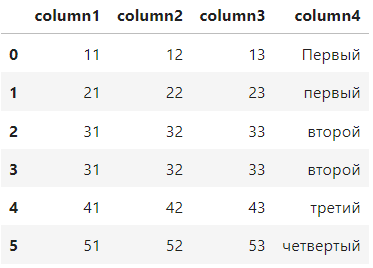 column1 column2 column3 column4
0 11 12 13 Первый
1 21 22 23 первый
2 31 32 33 второй
3 31 32 33 второй
4 41 42 43 третий
5 51 52 53 четвертый